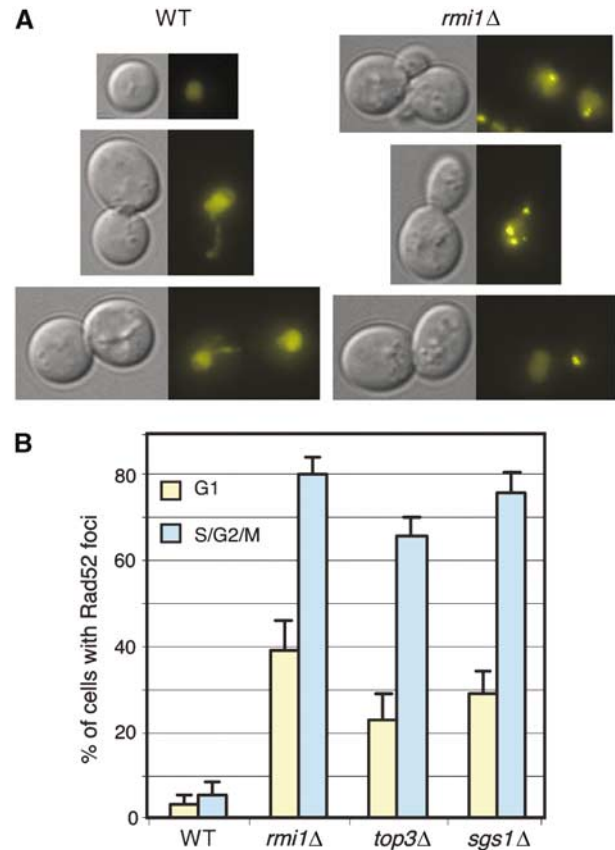 A
WT
rmi1Δ
B
80
60
40
20
0
% of cells with Rad52 foci
G1
S/G2/M
WT
rmi1Δ
top3Δ
sgs1Δ